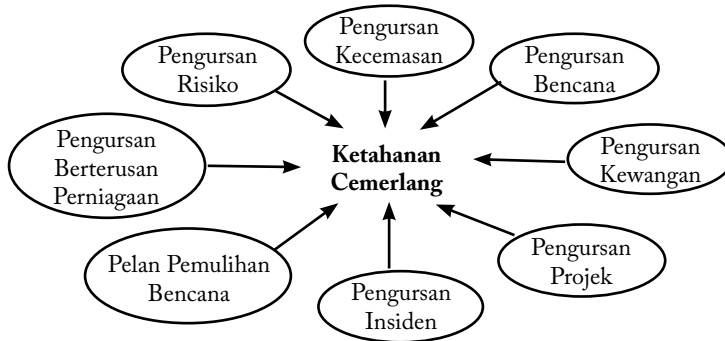 Pengursan
Kecemasan
Pengursan
Risiko
Pengursan
Bencana
Pengursan
Berterusan
Perniagaan
Ketahanan
Cemerlang
Pengursan
Kewangan
Pelan Pemulihan
Bencana
Pengursan
Insiden
Pengursan
Projek